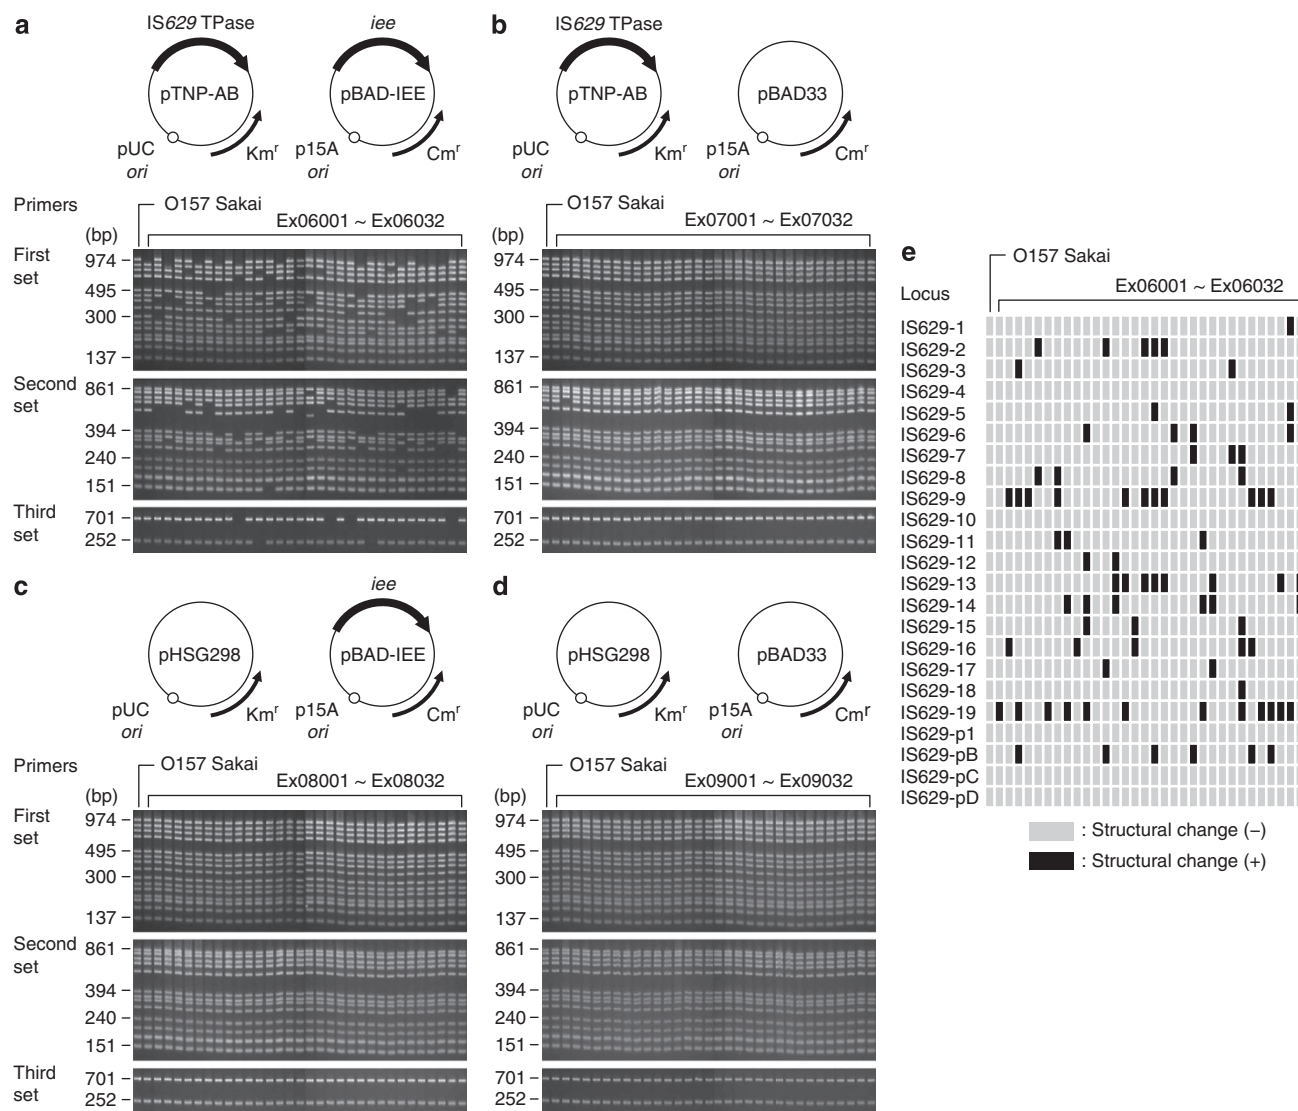 a
IS629 TPase
iee
pTNP-AB
pBAD-IEE
pUC
ori
Kmr
p15A
ori
Cmr
Primers
O157 Sakai
(bp)
Ex06001 ~ Ex06032
First
set
974
495
300
137
Second
set
861
394
240
151
Third
set
701
252
b
IS629 TPase
pTNP-AB
pBAD33
pUC
ori
Kmr
p15A
ori
Cmr
O157 Sakai
(bp)
Ex07001 ~ Ex07032
974
495
300
137
861
394
240
151
701
252
c
iee
pHSG298
pBAD-IEE
pUC
ori
Kmr
p15A
ori
Cmr
Primers
O157 Sakai
(bp)
Ex08001 ~ Ex08032
First
set
974
495
300
137
Second
set
861
394
240
151
Third
set
701
252
d
pHSG298
pBAD33
pUC
ori
Kmr
p15A
ori
Cmr
O157 Sakai
(bp)
Ex09001 ~ Ex09032
974
495
300
137
861
394
240
151
701
252
e
O157 Sakai
Locus
Ex06001 ~ Ex06032
IS629-1
IS629-2
IS629-3
IS629-4
IS629-5
IS629-6
IS629-7
IS629-8
IS629-9
IS629-10
IS629-11
IS629-12
IS629-13
IS629-14
IS629-15
IS629-16
IS629-17
IS629-18
IS629-19
IS629-p1
IS629-pB
IS629-pC
IS629-pD
: Structural change (−)
: Structural change (+)